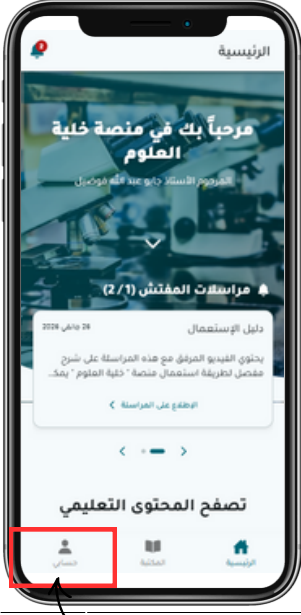 2
الرئيسية
مرحباً بك في منصة خلية
العلوم
المرحوم الأستاذ جابو عبد الله فوضيل
مراسلات المفتش (1/2)
دليل الإستعمال
26 جانفي 2026
يحتوي الفيديو المرفق مع هذه المراسلة على شرح
مفصل لطريقة استعمال منصة " خلية العلوم " يمكـ...
الإطلاع على المراسلة
تصفح المحتوى التعليمي
الرئيسية
المكتبة
حسابي